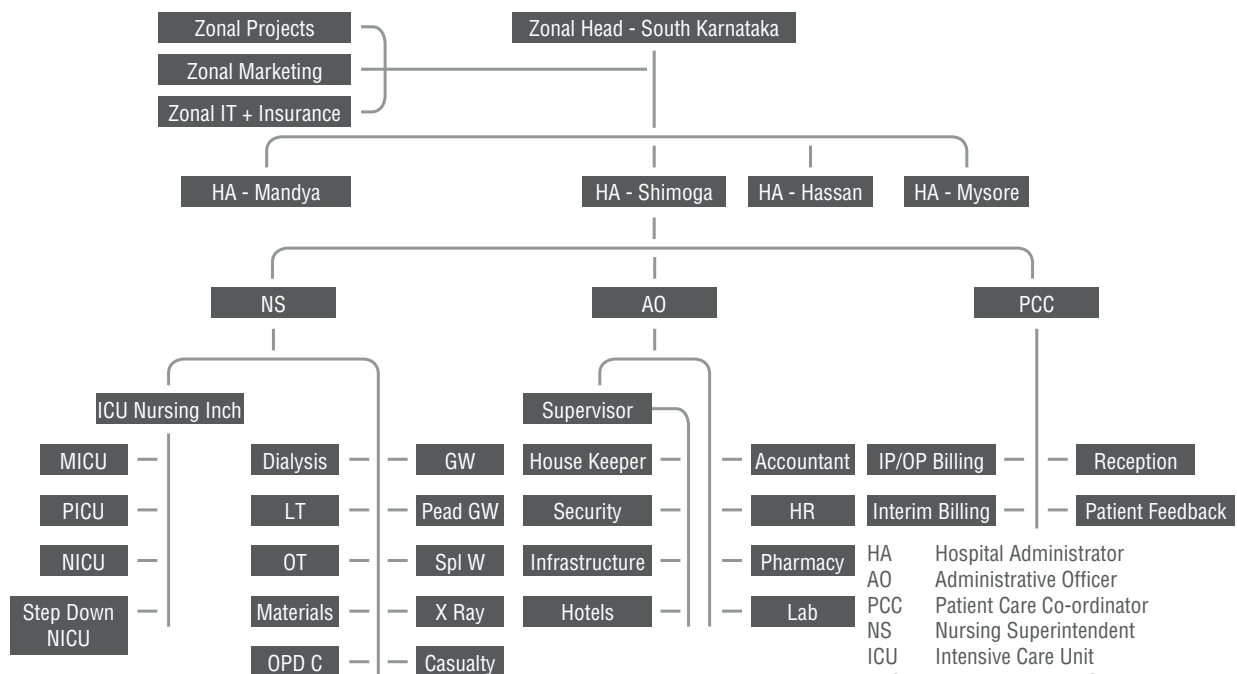 Zonal Projects
Zonal Head - South Karnataka
Zonal Marketing
Zonal IT + Insurance
HA - Mandya
HA - Shimoga
HA - Hassan
HA - Mysore
NS
AO
PCC
ICU Nursing Inch
Supervisor
MICU
Dialysis
GW
House Keeper
Accountant
IP/OP Billing
Reception
PICU
LT
Pead GW
Security
HR
Interim Billing
Patient Feedback
NICU
OT
Spl W
Infrastructure
Pharmacy
Step Down
NICU
Materials
X Ray
Hotels
Lab
OPD C
Casualty
HA Hospital Administrator
AO Administrative Officer
PCC Patient Care Co-ordinator
NS Nursing Superintendent
ICU Intensive Care Unit